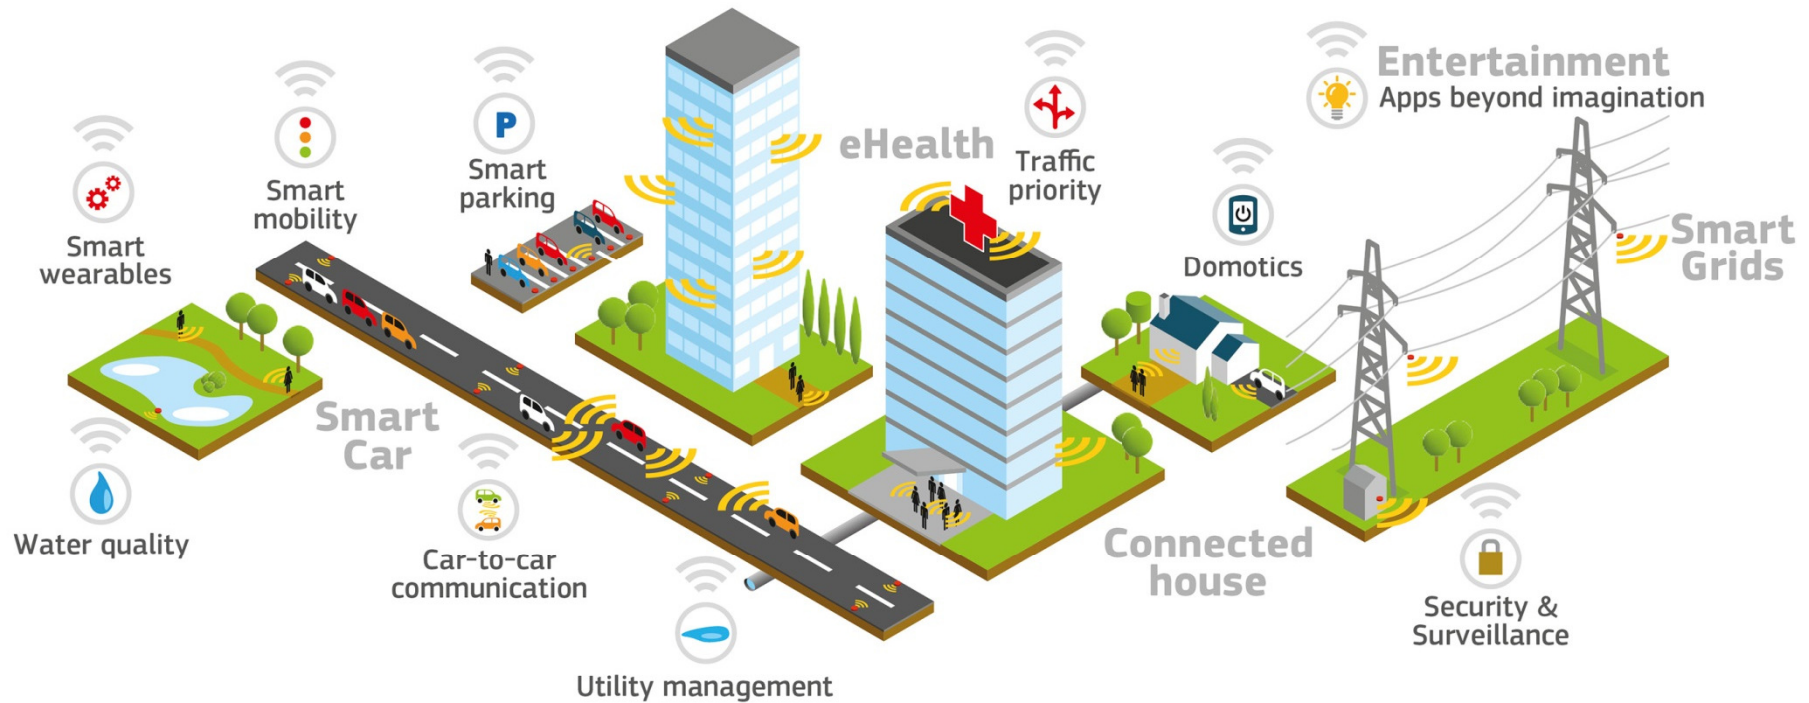 Entertainment
Apps beyond imagination
eHealth
Traffic
priority
P
Smart
parking
Smart
mobility
Smart
wearables
Domotics
Smart
Grids
Smart
Car
Water quality
Car-to-car
communication
Connected
house
Security &
Surveillance
Utility management